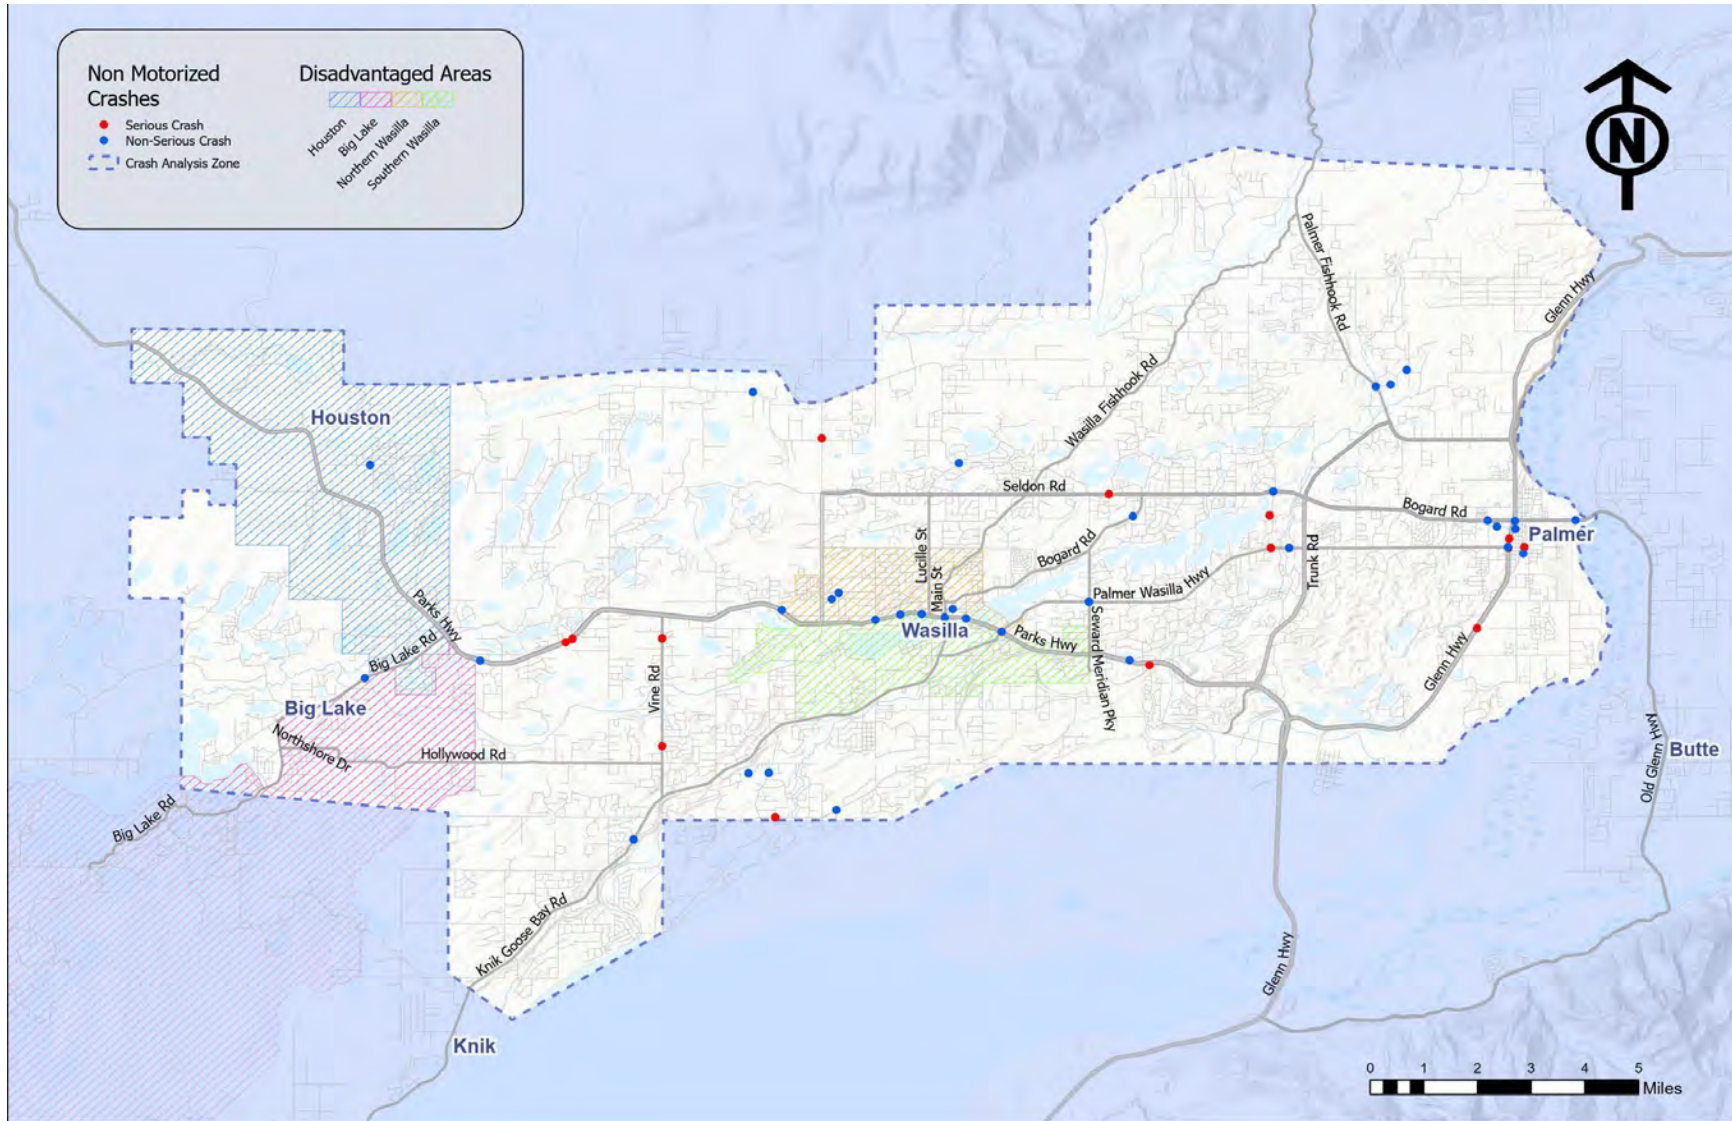 Non Motorized
Crashes
Serious Crash
Non-Serious Crash
Crash Analysis Zone
Disadvantaged Areas
Houston
Big Lake
Northern Wasilla
Southern Wasilla
N
Palmer Fishhook Rd
Glenn Hwy
Wasilla Fishhook Rd
Houston
Seldon Rd
Bogard Rd
Palmer
Lucille St
Bogard Rd
Trunk Rd
Main St
Palmer Wasilla Hwy
Parks Hwy
Wasilla
Parks Hwy
Seward Meridian Pky
Big Lake Rd
Vine Rd
Glenn Hwy
Big Lake
Northshore Dr
Hollywood Rd
Old Glenn Hwy
Butte
Big Lake Rd
Knik Goose Bay Rd
Glenn Hwy
Knik
0 1 2 3 4 5
Miles